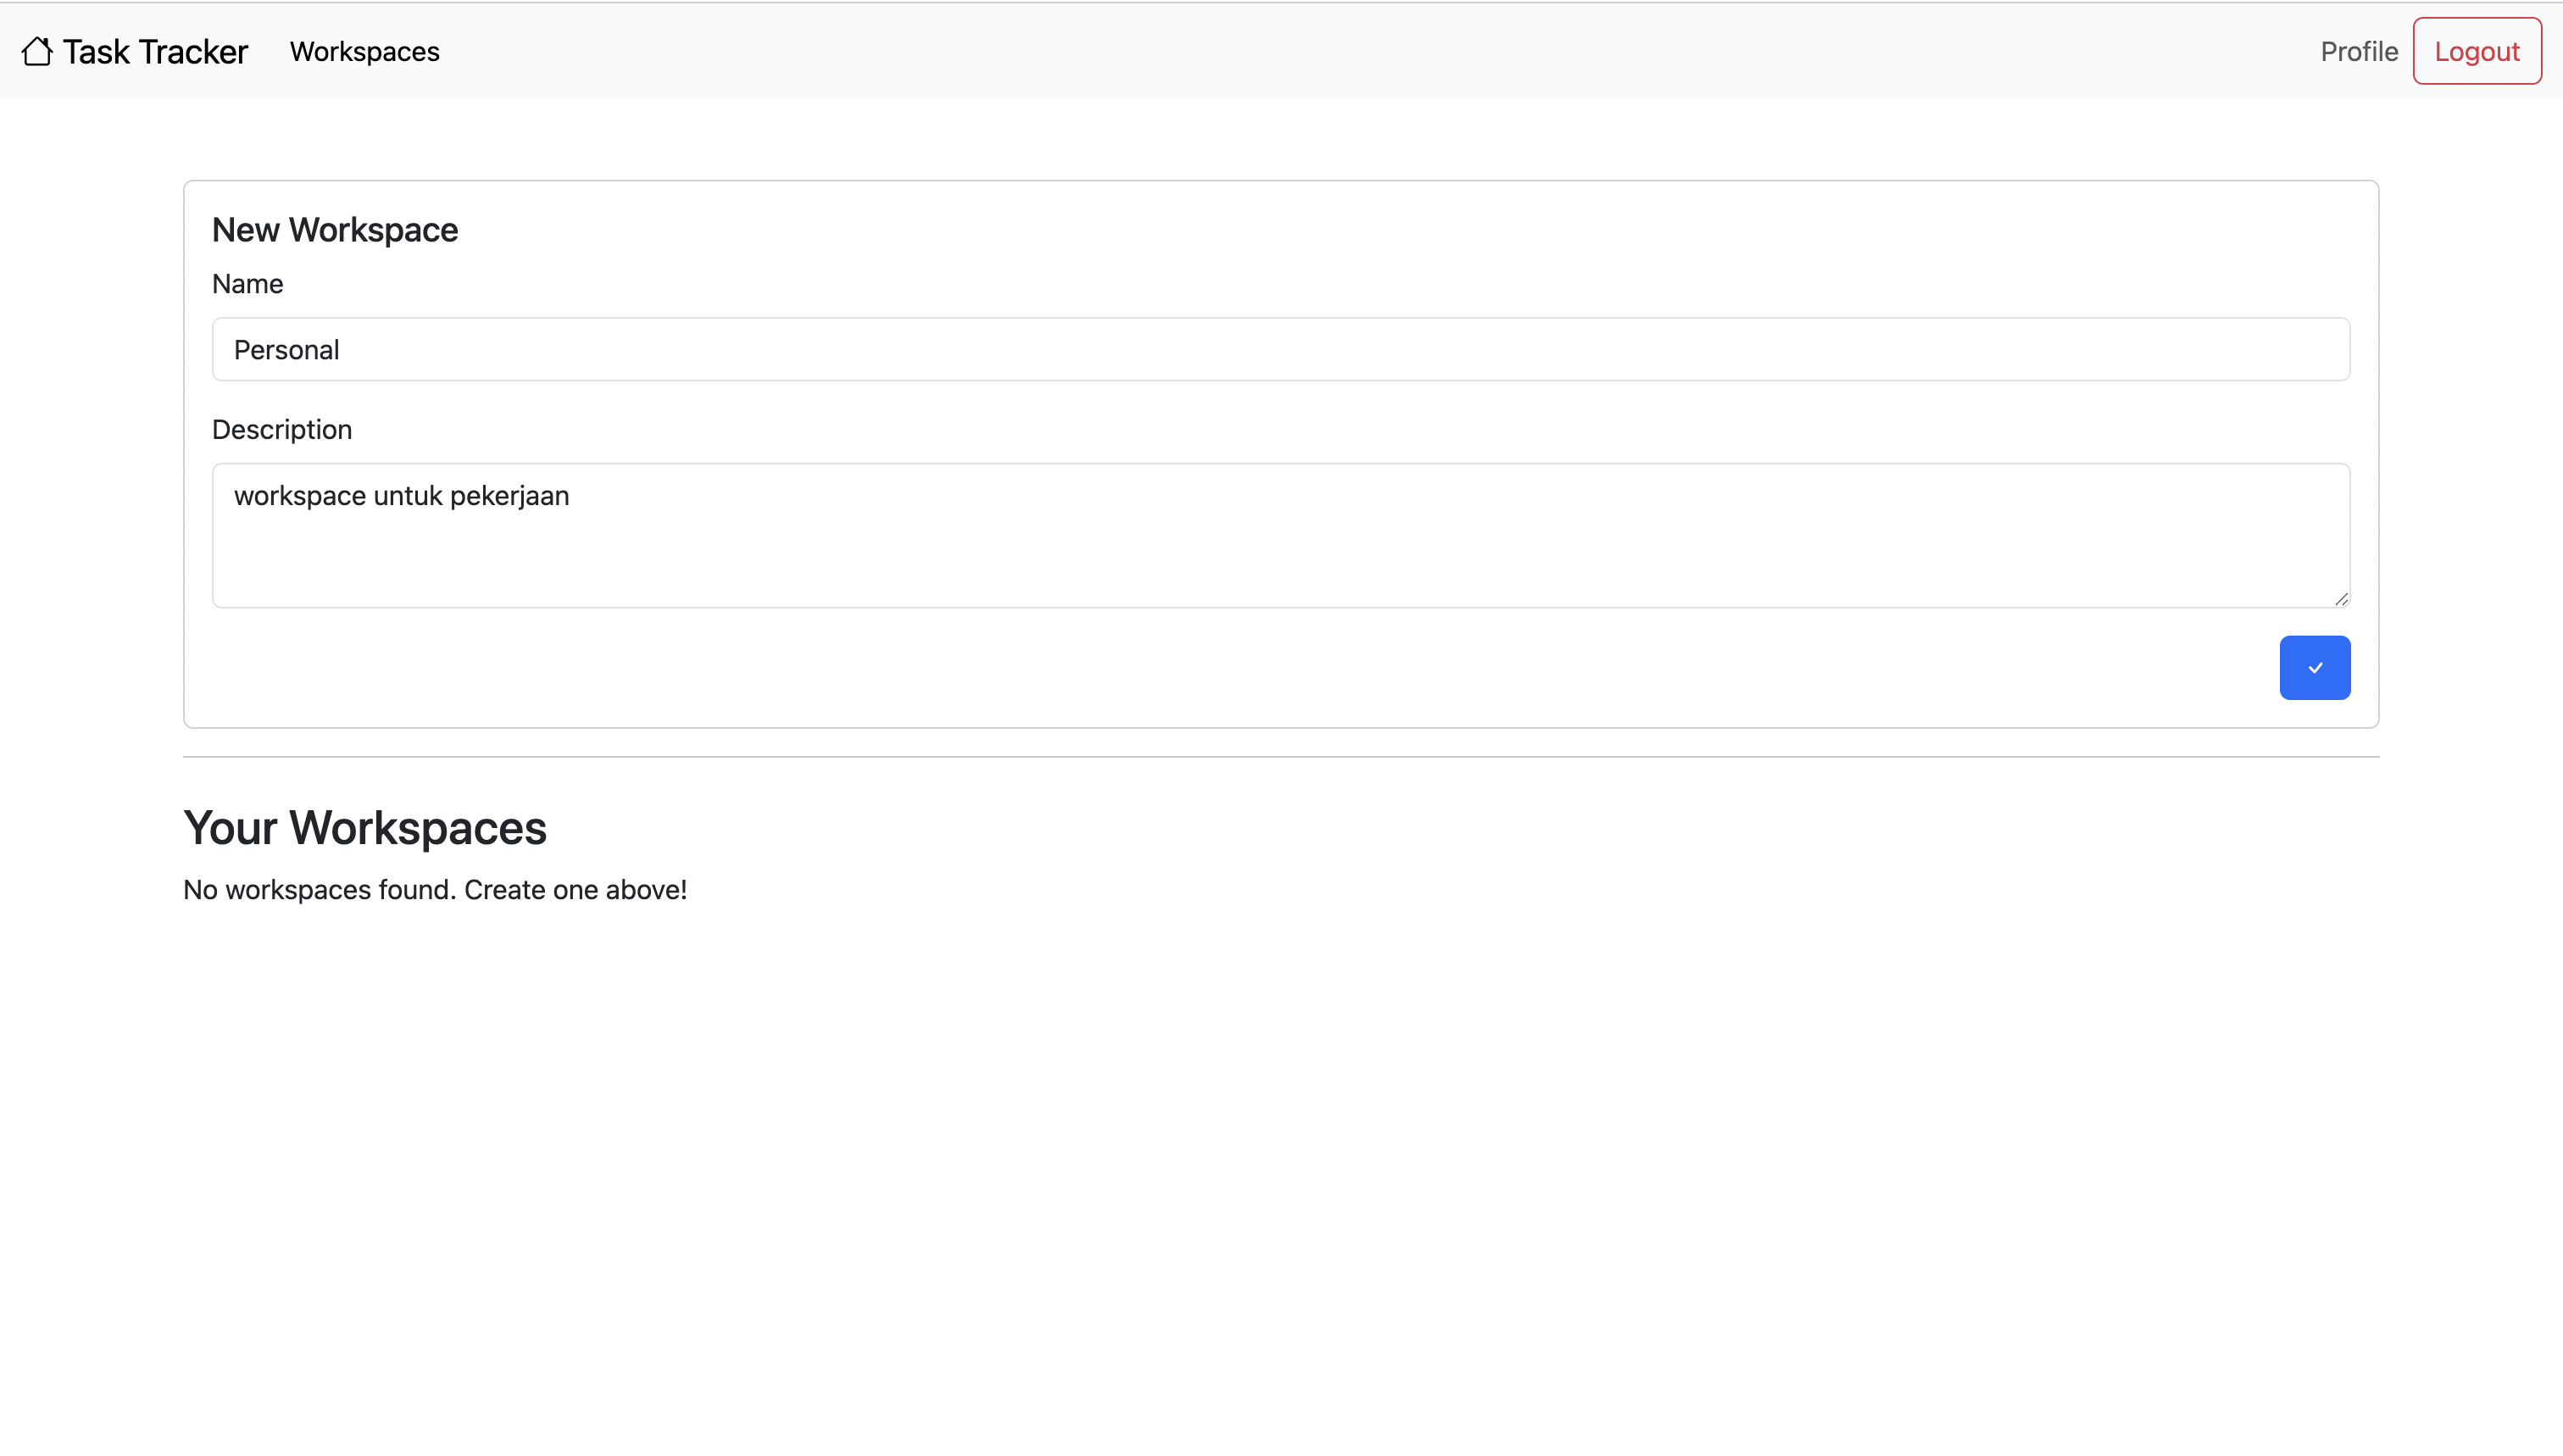 Task Tracker
Workspaces
Profile
Logout
New Workspace
Name
Personal
Description
workspace untuk pekerjaan
Your Workspaces
No workspaces found. Create one above!